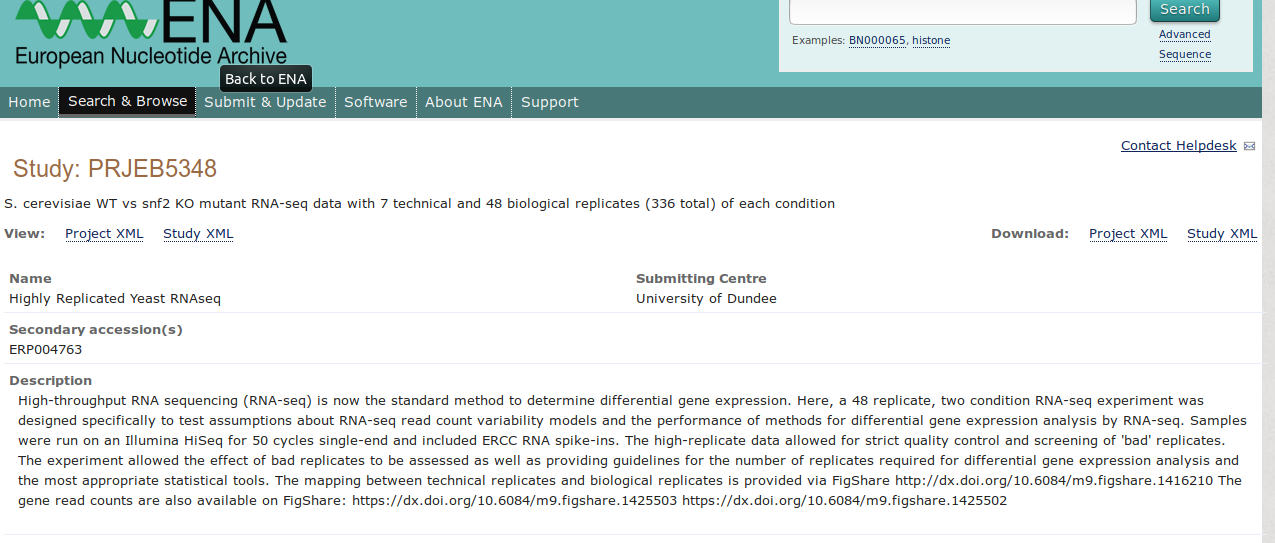 ENA
European Nucleotide Archive
Search
Examples: BN000065, histone
Advanced
Sequence
Back to ENA
Home Search & Browse Submit & Update Software About ENA Support
Contact Helpdesk
Study: PRJEB5348
S. cerevisiae WT vs snf2 KO mutant RNA-seq data with 7 technical and 48 biological replicates (336 total) of each condition
View: Project XML Study XML Download: Project XML Study XML
Name Submitting Centre
Highly Replicated Yeast RNAseq University of Dundee
Secondary accession(s)
ERP004763
Description
High-throughput RNA sequencing (RNA-seq) is now the standard method to determine differential gene expression. Here, a 48 replicate, two condition RNA-seq experiment was
designed specifically to test assumptions about RNA-seq read count variability models and the performance of methods for differential gene expression analysis by RNA-seq. Samples
were run on an Illumina HiSeq for 50 cycles single-end and included ERCC RNA spike-ins. The high-replicate data allowed for strict quality control and screening of 'bad' replicates.
The experiment allowed the effect of bad replicates to be assessed as well as providing guidelines for the number of replicates required for differential gene expression analysis and
the most appropriate statistical tools. The mapping between technical replicates and biological replicates is provided via FigShare http://dx.doi.org/10.6084/m9.figshare.1416210 The
gene read counts are also available on FigShare: https://dx.doi.org/10.6084/m9.figshare.1425503 https://dx.doi.org/10.6084/m9.figshare.1425502